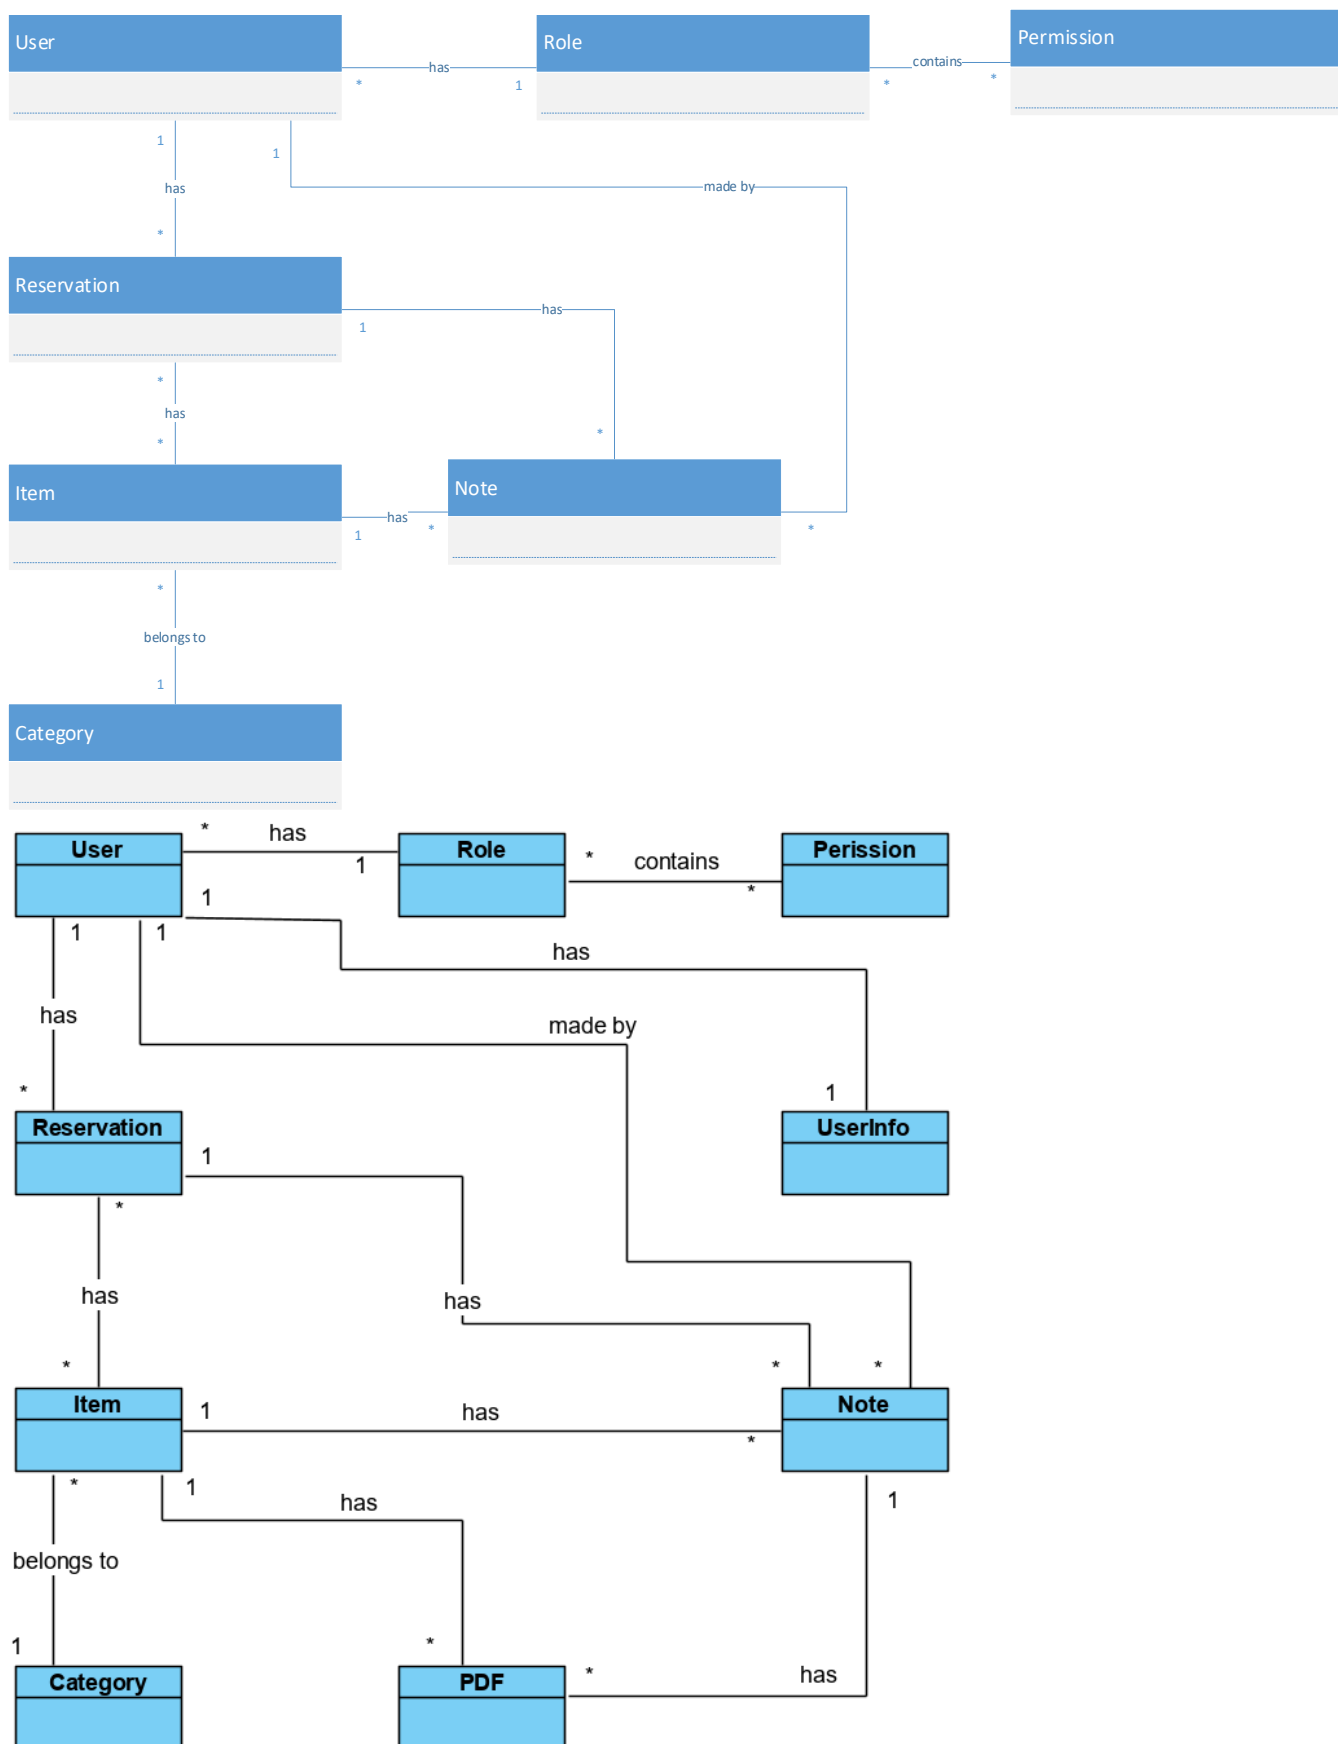 User
Role
Permission
has
contains
*
1
*
*
1
1
made by
has
*
Reservation
has
1
*
has
*
*
Item
Note
has
1
*
*
*
belongs to
1
Category
*
has
User
Role
*
contains
Perission
1
*
1
1
1
has
has
made by
*
1
Reservation
UserInfo
1
*
has
has
*
*
*
Item
1
has
Note
*
*
1
has
1
belongs to
1
*
*
has
Category
PDF